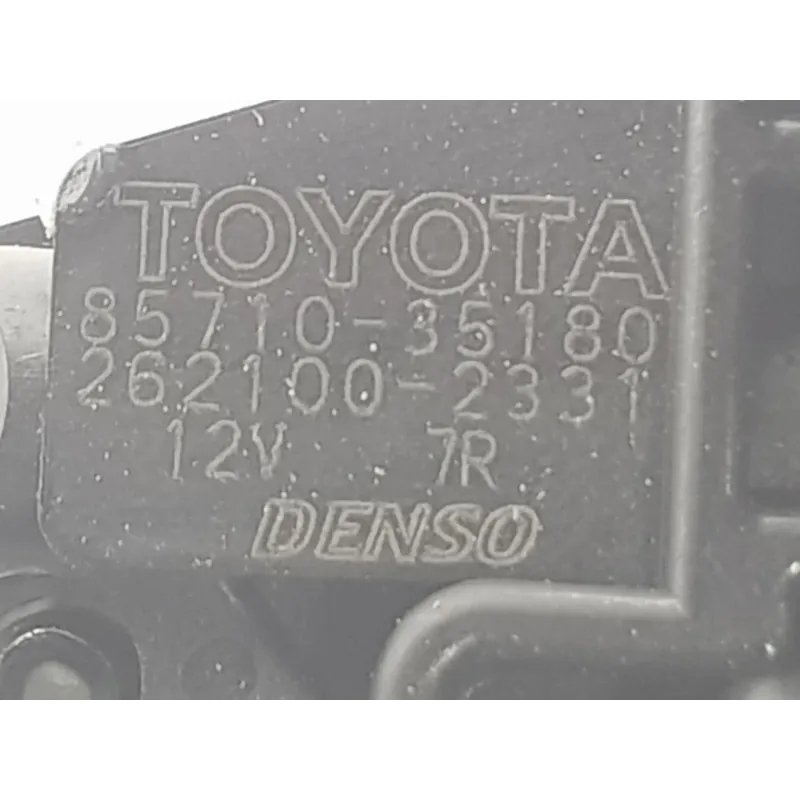 TOYOTA
85710-35180
262100-2331
12V 7R
DENSO